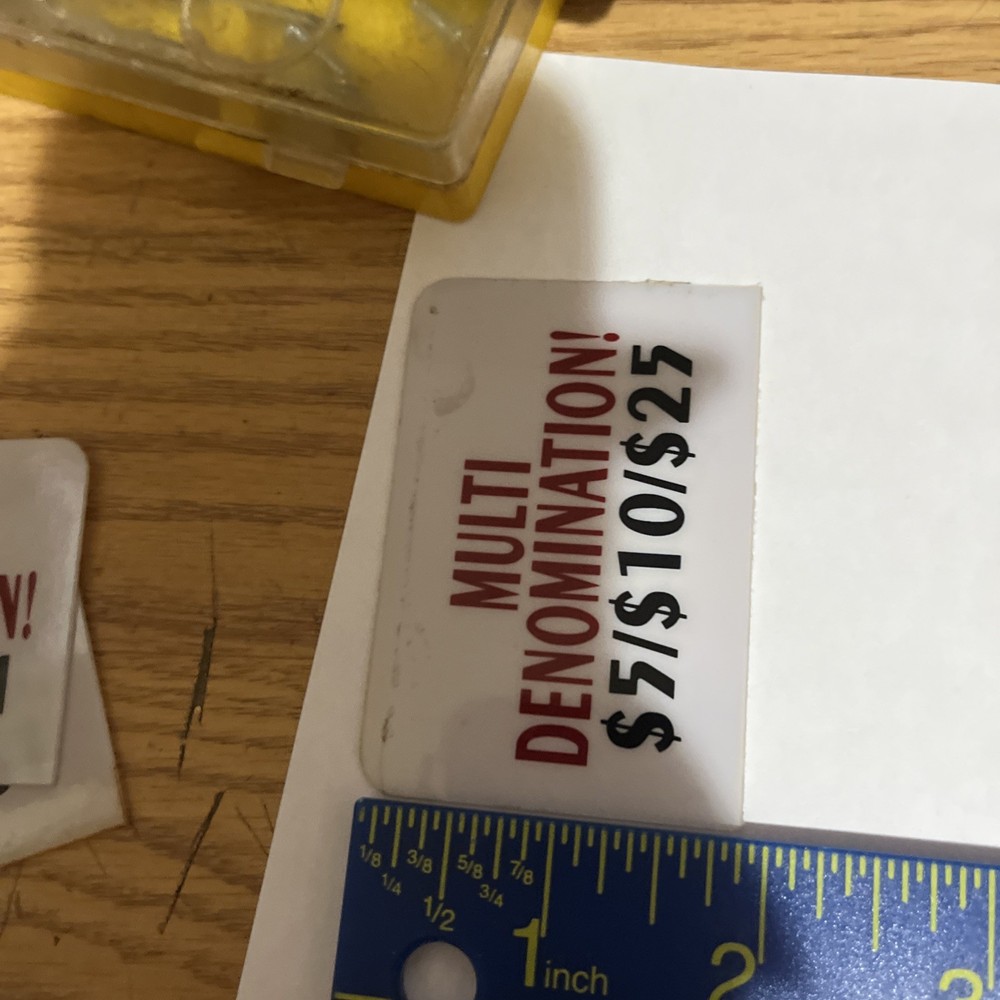 MULTI
DENOMINATION!
$5/$10/$25
N!
1/8 1/4 3/8 1/2 5/8 3/4 7/8
1 inch 2 3